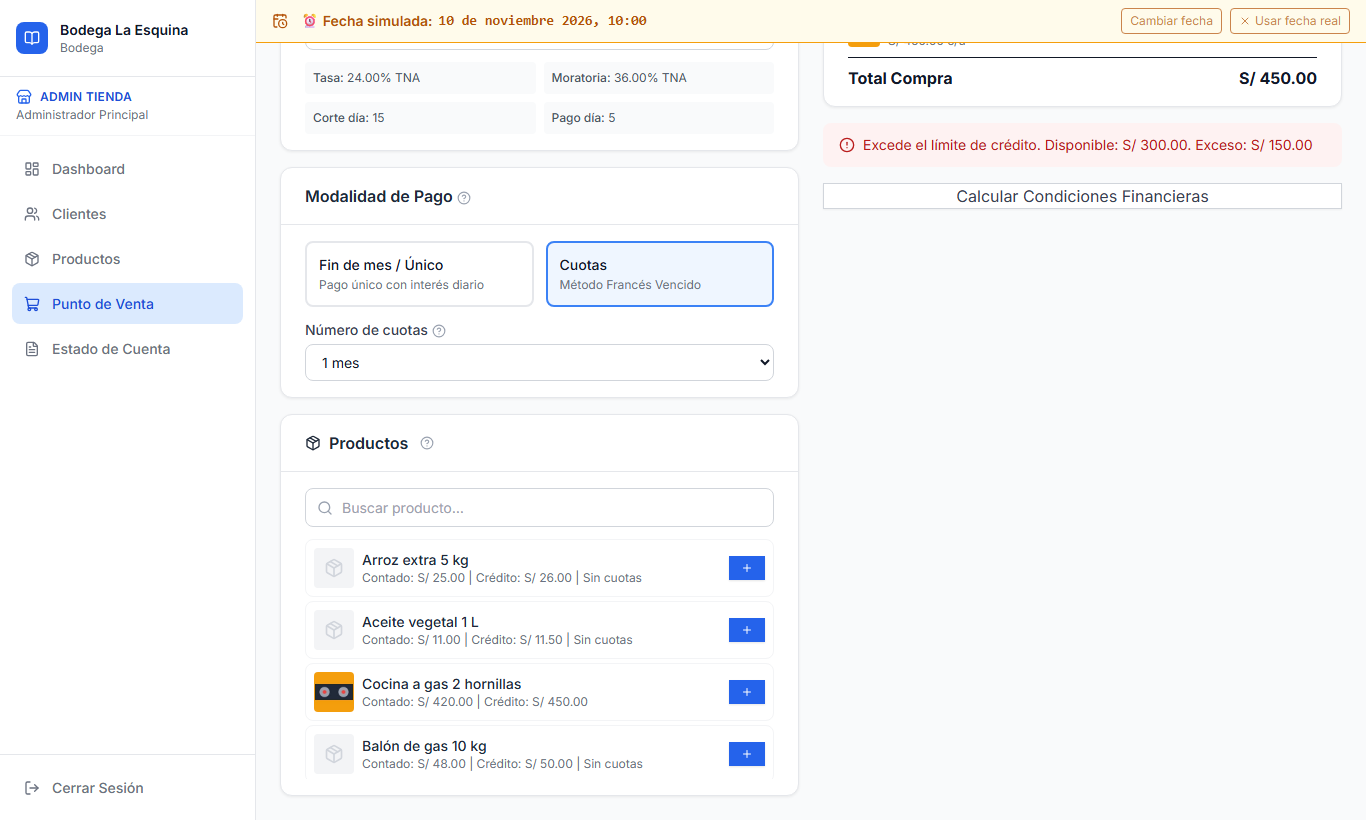 Bodega La Esquina
Bodega
ADMIN TIENDA
Administrador Principal
Dashboard
Clientes
Productos
Punto de Venta
Estado de Cuenta
Cerrar Sesión
Fecha simulada: 10 de noviembre 2026, 10:00
Cambiar fecha
Usar fecha real
Tasa: 24.00% TNA
Moratoria: 36.00% TNA
Corte día: 15
Pago día: 5
Modalidad de Pago
Fin de mes / Único
Pago único con interés diario
Cuotas
Método Francés Vencido
Número de cuotas
1 mes
Productos
Buscar producto...
Arroz extra 5 kg
Contado: S/ 25.00 | Crédito: S/ 26.00 | Sin cuotas
+
Aceite vegetal 1 L
Contado: S/ 11.00 | Crédito: S/ 11.50 | Sin cuotas
+
Cocina a gas 2 hornillas
Contado: S/ 420.00 | Crédito: S/ 450.00
+
Balón de gas 10 kg
Contado: S/ 48.00 | Crédito: S/ 50.00 | Sin cuotas
+
Total Compra
S/ 450.00
Excede el límite de crédito. Disponible: S/ 300.00. Exceso: S/ 150.00
Calcular Condiciones Financieras